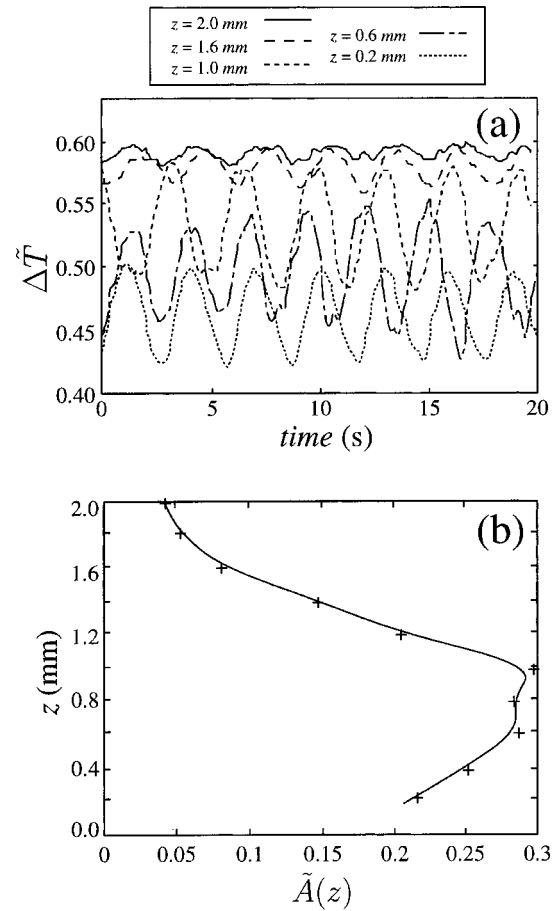 z = 2.0 mm
z = 1.6 mm
z = 1.0 mm
z = 0.6 mm
z = 0.2 mm
(a)
0.60
0.55
0.50
0.45
0.40
ΔT̃
0
5
10
15
20
time (s)
(b)
2.0
1.6
1.2
0.8
0.4
0.0
z (mm)
0
0.05
0.1
0.15
0.2
0.25
0.3
Ã(z)